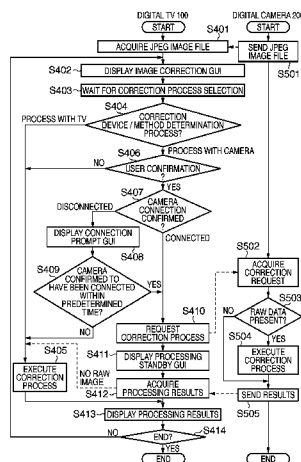 DIGITAL TV 100
DIGITAL CAMERA 200
START
START
S401
ACQUIRE JPEG IMAGE FILE
SEND JPEG
IMAGE FILE
S501
S402
DISPLAY IMAGE CORRECTION GUI
S403
WAIT FOR CORRECTION PROCESS SELECTION
S404
CORRECTION
DEVICE / METHOD DETERMINATION
PROCESS?
PROCESS WITH TV
PROCESS WITH CAMERA
S406
NO
USER CONFIRMATION
?
YES
S407
DISCONNECTED
CAMERA
CONNECTION
CONFIRMED
?
CONNECTED
DISPLAY CONNECTION
PROMPT GUI
S408
S409
CAMERA
CONFIRMED TO
HAVE BEEN CONNECTED
WITHIN
PREDETERMINED
TIME?
YES
NO
S502
ACQUIRE
CORRECTION
REQUEST
S503
NO
RAW DATA
PRESENT?
YES
S410
REQUEST
CORRECTION PROCESS
S411
DISPLAY PROCESSING
STANDBY GUI
S504
EXECUTE
CORRECTION
PROCESS
S405
EXECUTE
CORRECTION
PROCESS
NO RAW
IMAGE
ACQUIRE
PROCESSING RESULTS
S412
SEND RESULTS
S505
S413
DISPLAY PROCESSING RESULTS
NO
END?
S414
YES
END
END